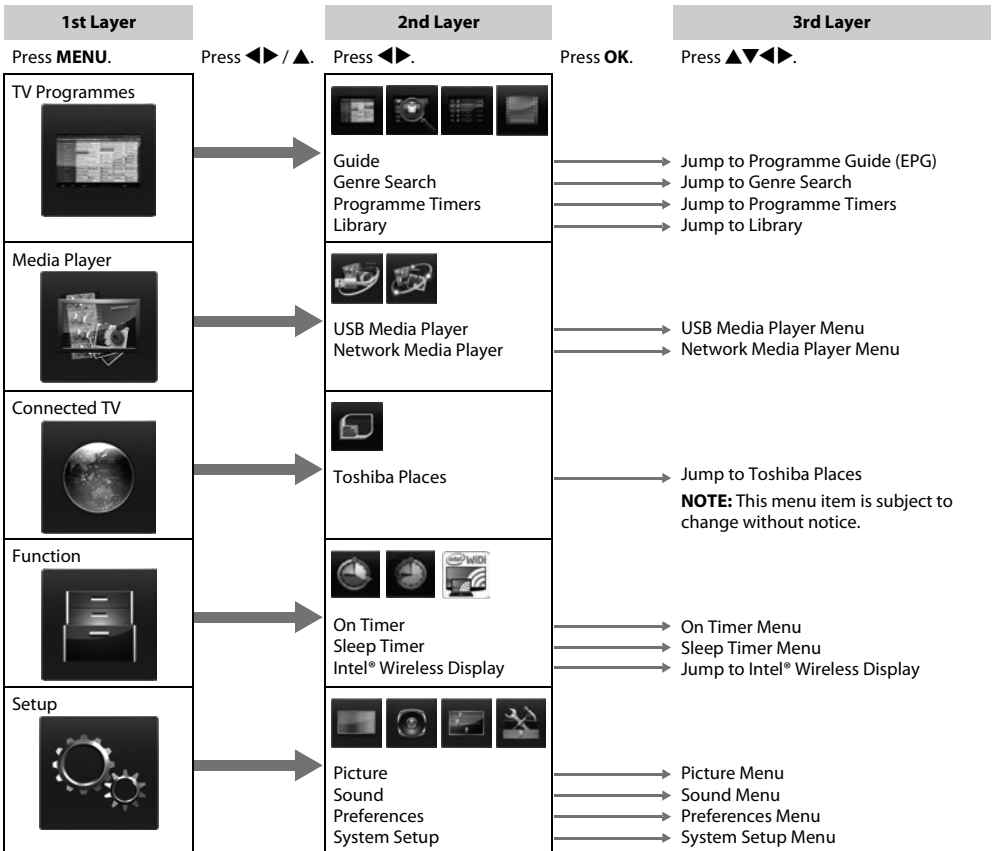 1st Layer
2nd Layer
3rd Layer
Press MENU.
Press ◀▶ / ▲.
Press ◀▶.
Press OK.
Press ▲▼◀▶.
TV Programmes
Guide
Genre Search
Programme Timers
Library
Jump to Programme Guide (EPG)
Jump to Genre Search
Jump to Programme Timers
Jump to Library
Media Player
USB Media Player
Network Media Player
USB Media Player Menu
Network Media Player Menu
Connected TV
Toshiba Places
Jump to Toshiba Places
NOTE: This menu item is subject to
change without notice.
Function
intel WiDi
On Timer
Sleep Timer
Intel® Wireless Display
On Timer Menu
Sleep Timer Menu
Jump to Intel® Wireless Display
Setup
Picture
Sound
Preferences
System Setup
Picture Menu
Sound Menu
Preferences Menu
System Setup Menu